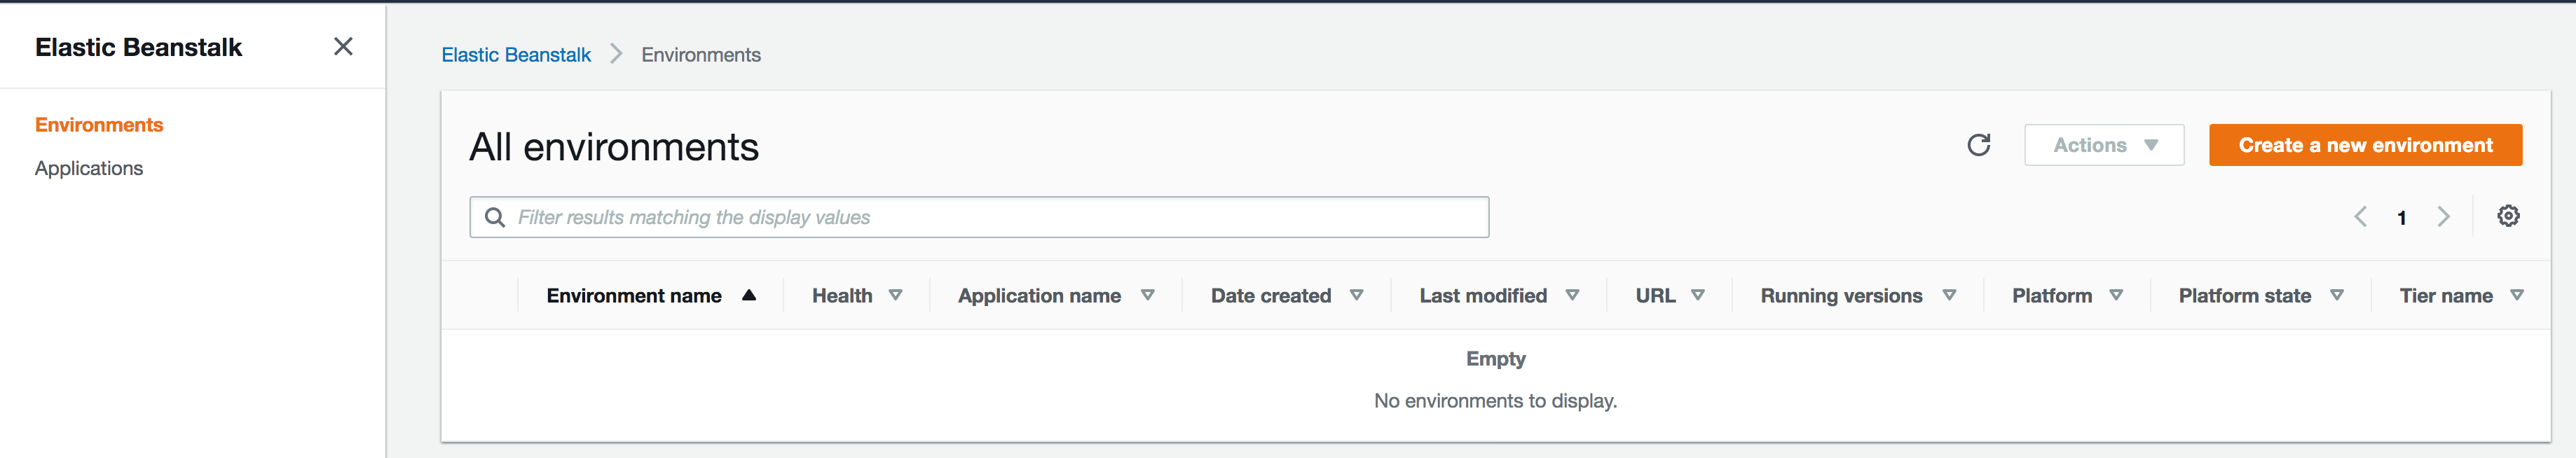 Elastic Beanstalk
Environments
Applications
Elastic Beanstalk Environments
All environments
Actions
Create a new environment
Filter results matching the display values
1
Environment name Health Application name Date created Last modified URL Running versions Platform Platform state Tier name
Empty
No environments to display.